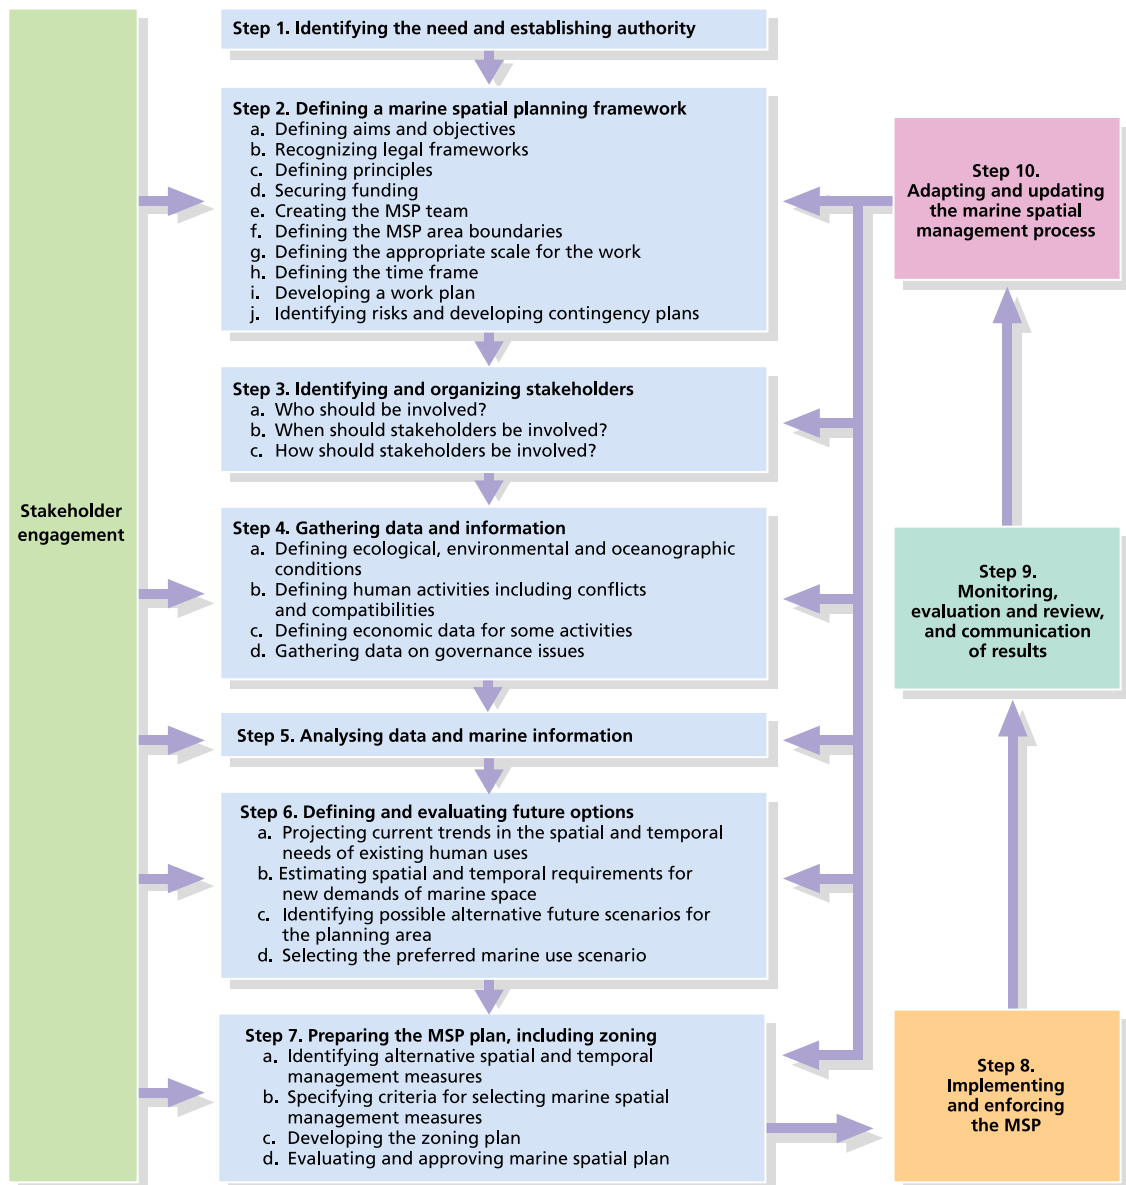 Stakeholder
engagement
Step 1. Identifying the need and establishing authority
Step 2. Defining a marine spatial planning framework
a. Defining aims and objectives
b. Recognizing legal frameworks
c. Defining principles
d. Securing funding
e. Creating the MSP team
f. Defining the MSP area boundaries
g. Defining the appropriate scale for the work
h. Defining the time frame
i. Developing a work plan
j. Identifying risks and developing contingency plans
Step 3. Identifying and organizing stakeholders
a. Who should be involved?
b. When should stakeholders be involved?
c. How should stakeholders be involved?
Step 4. Gathering data and information
a. Defining ecological, environmental and oceanographic
conditions
b. Defining human activities including conflicts
and compatibilities
c. Defining economic data for some activities
d. Gathering data on governance issues
Step 5. Analysing data and marine information
Step 6. Defining and evaluating future options
a. Projecting current trends in the spatial and temporal
needs of existing human uses
b. Estimating spatial and temporal requirements for
new demands of marine space
c. Identifying possible alternative future scenarios for
the planning area
d. Selecting the preferred marine use scenario
Step 7. Preparing the MSP plan, including zoning
a. Identifying alternative spatial and temporal
management measures
b. Specifying criteria for selecting marine spatial
management measures
c. Developing the zoning plan
d. Evaluating and approving marine spatial plan
Step 8.
Implementing
and enforcing
the MSP
Step 9.
Monitoring,
evaluation and review,
and communication
of results
Step 10.
Adapting and updating
the marine spatial
management process